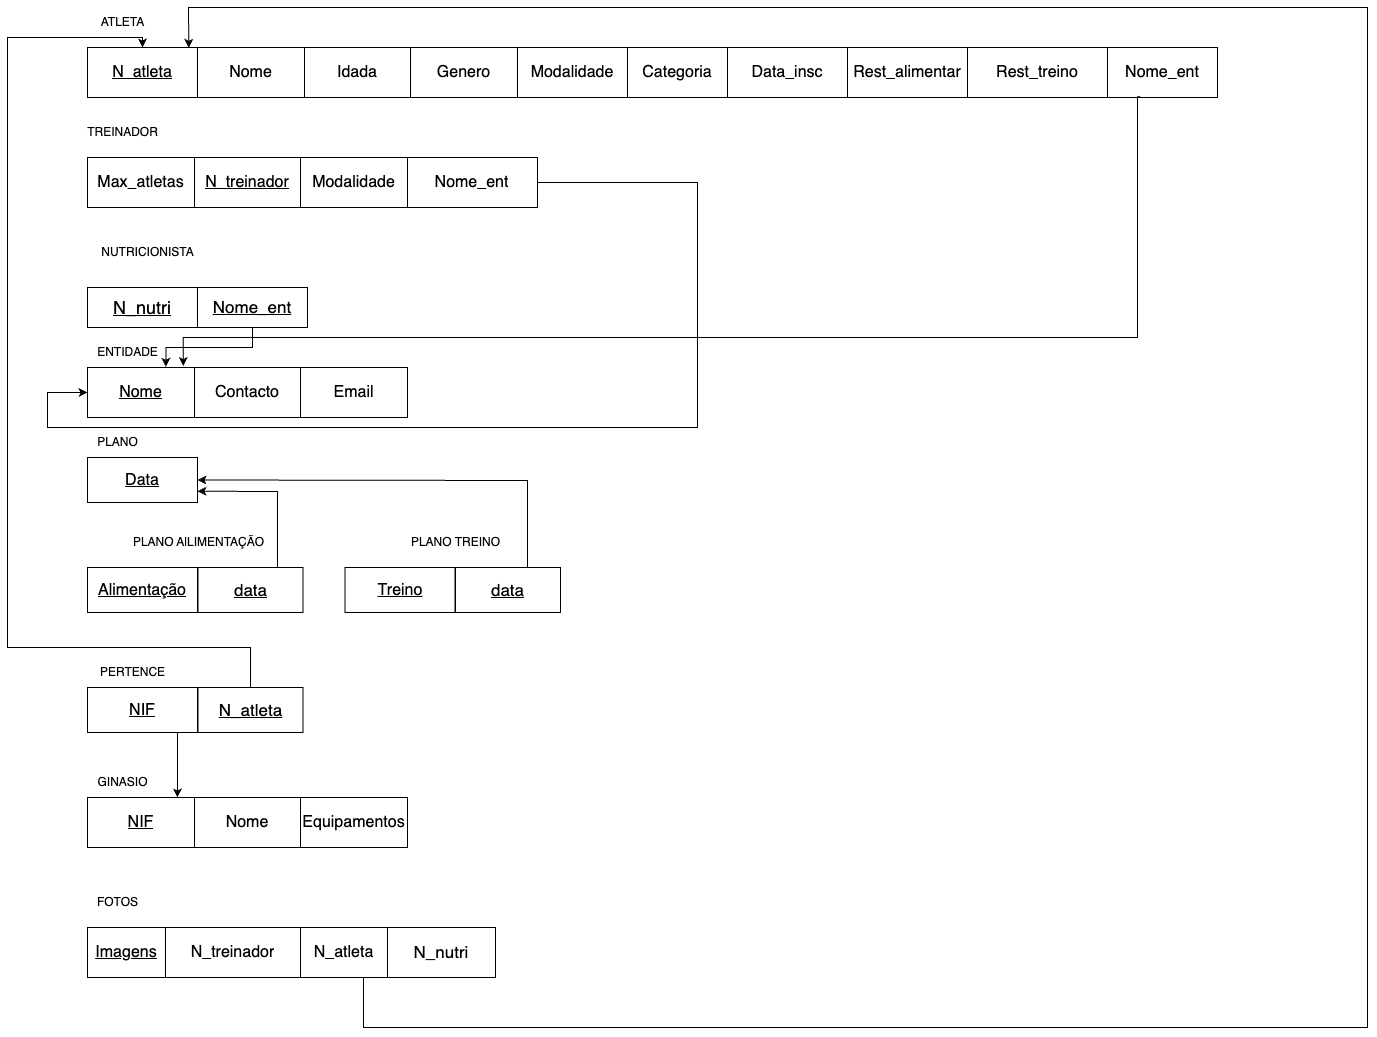 ATLETA
N_atleta Nome Idada Genero Modalidade Categoria Data_insc Rest_alimentar Rest_treino Nome_ent
TREINADOR
Max_atletas N_treinador Modalidade Nome_ent
NUTRICIONISTA
N_nutri Nome_ent
ENTIDADE
Nome Contacto Email
PLANO
Data
PLANO AILIMENTAÇÃO PLANO TREINO
Alimentação data Treino data
PERTENCE
NIF N_atleta
GINASIO
NIF Nome Equipamentos
FOTOS
Imagens N_treinador N_atleta N_nutri